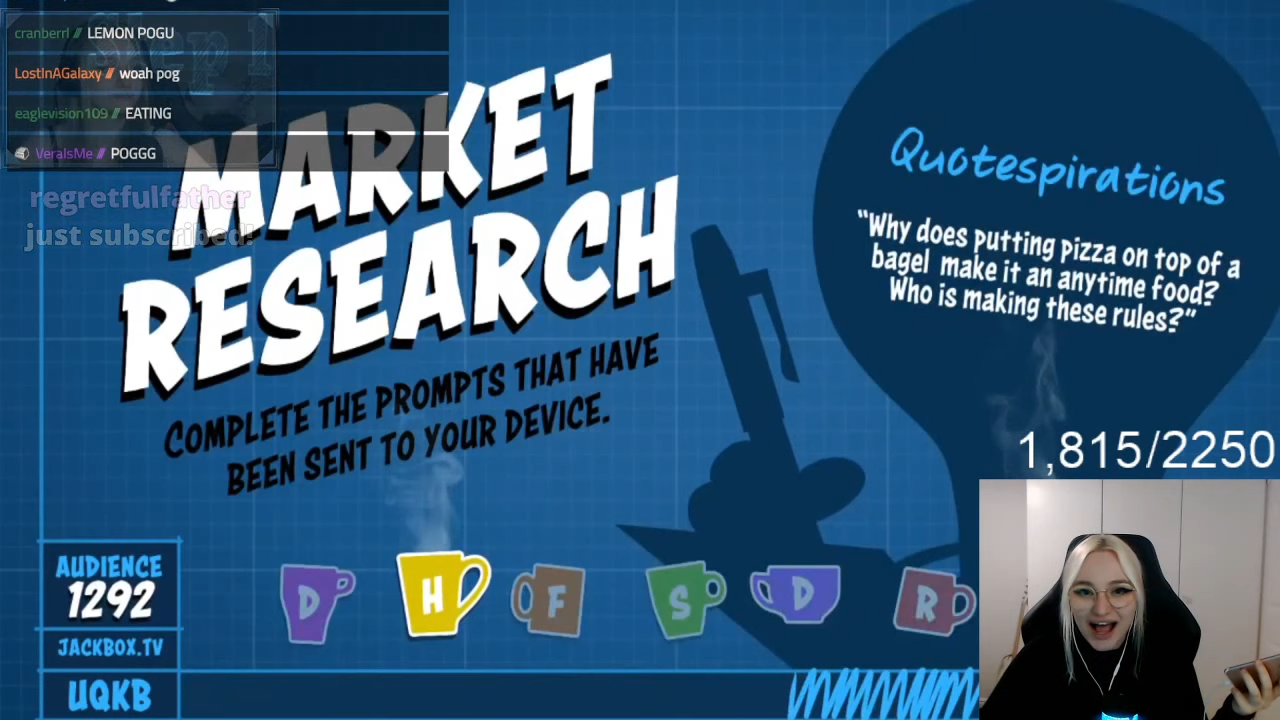 cranberrl // LEMON POGU
LostInAGalaxy // woah pog
eaglevision109 // EATING
VeraIsMe // POGGG
regretfulfather
just subscribed!
MARKET
RESEARCH
COMPLETE THE PROMPTS THAT HAVE
BEEN SENT TO YOUR DEVICE.
Quotespirations
"Why does putting pizza on top of a
bagel make it an anytime food?
Who is making these rules?"
1,815/2250
AUDIENCE
1292
JACKBOX.TV
UQKB
D
H
F
S
D
R